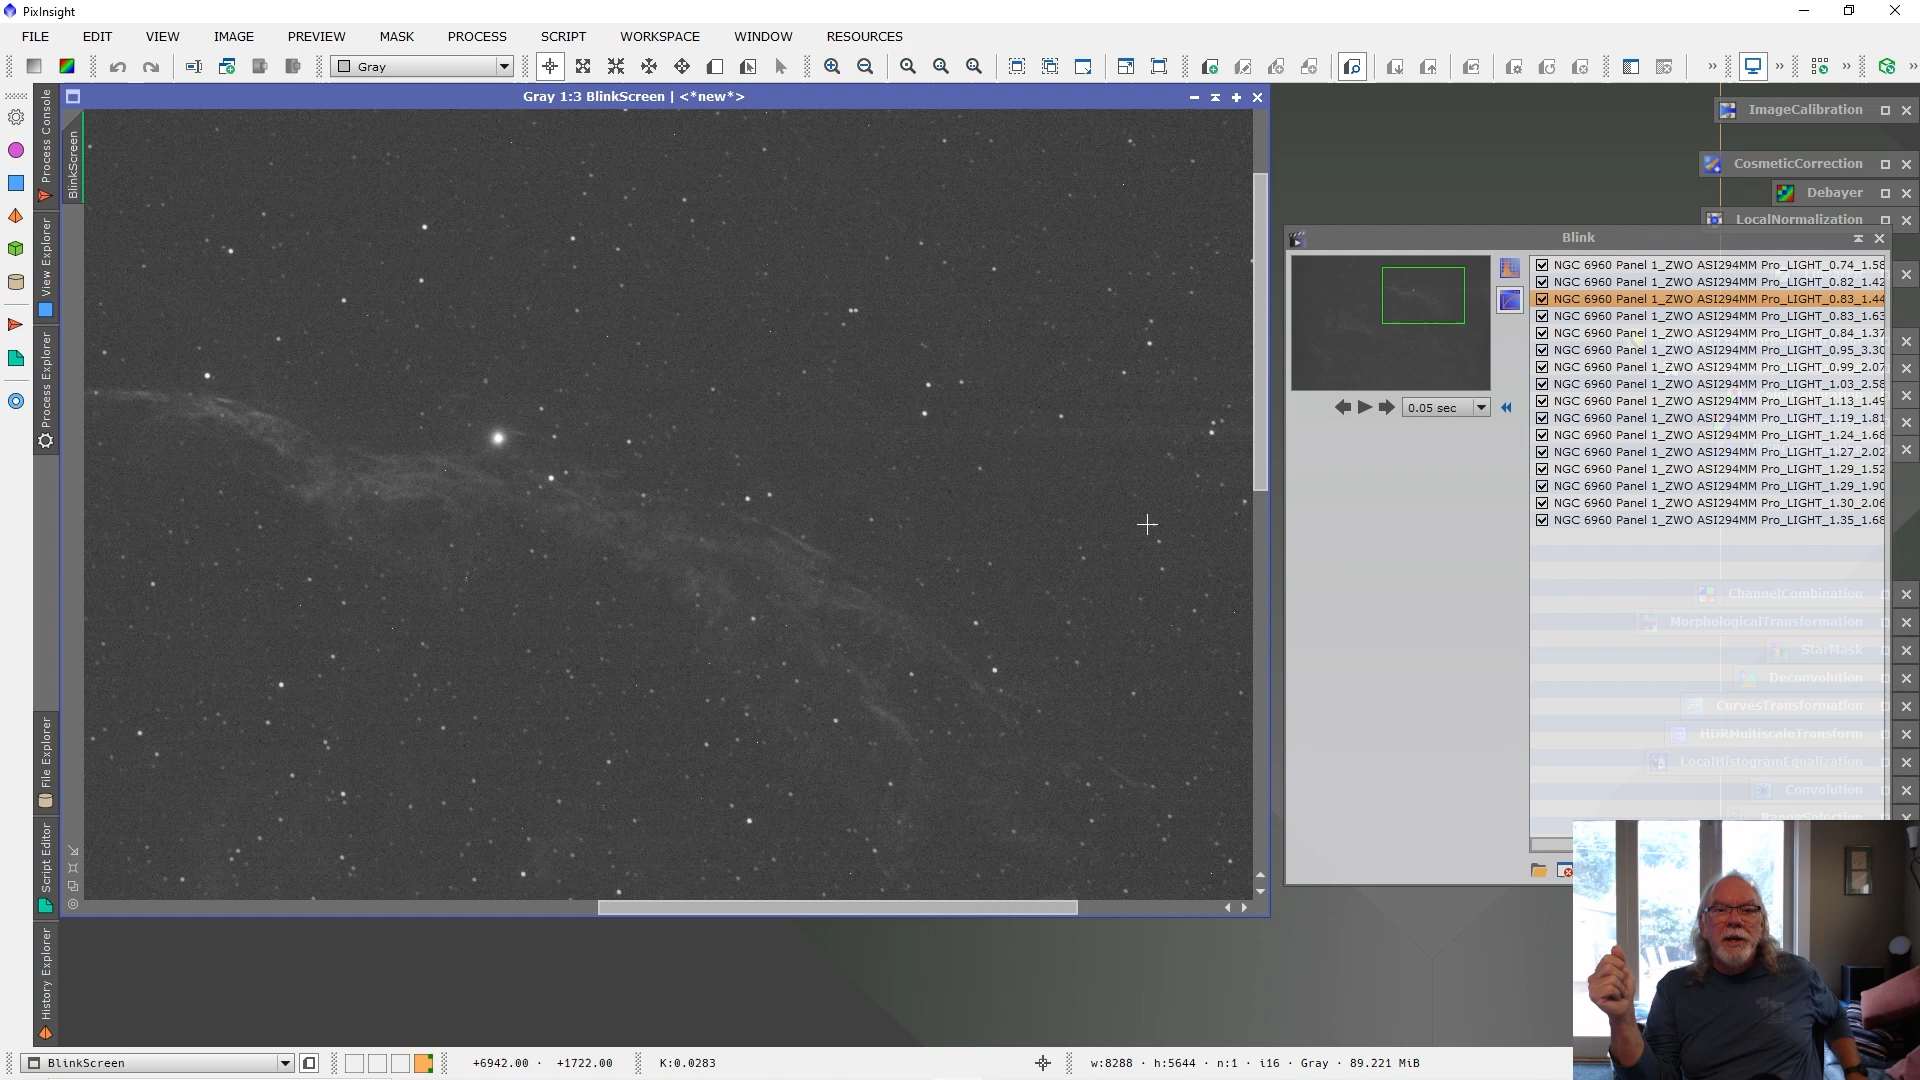 PixInsight
FILE EDIT VIEW IMAGE PREVIEW MASK PROCESS SCRIPT WORKSPACE WINDOW RESOURCES
Gray
Gray 1:3 BlinkScreen | <*new*>
Process Console
View Explorer
Process Explorer
File Explorer
Script Editor
History Explorer
BlinkScreen
ImageCalibration
CosmeticCorrection
Debayer
LocalNormalization
Blink
0.05 sec
NGC 6960 Panel 1_ZWO ASI294MM Pro_LIGHT_0.74_1.58
NGC 6960 Panel 1_ZWO ASI294MM Pro_LIGHT_0.82_1.42
NGC 6960 Panel 1_ZWO ASI294MM Pro_LIGHT_0.83_1.44
NGC 6960 Panel 1_ZWO ASI294MM Pro_LIGHT_0.83_1.63
NGC 6960 Panel 1_ZWO ASI294MM Pro_LIGHT_0.84_1.37
NGC 6960 Panel 1_ZWO ASI294MM Pro_LIGHT_0.95_3.30
NGC 6960 Panel 1_ZWO ASI294MM Pro_LIGHT_0.99_2.07
NGC 6960 Panel 1_ZWO ASI294MM Pro_LIGHT_1.03_2.58
NGC 6960 Panel 1_ZWO ASI294MM Pro_LIGHT_1.13_1.49
NGC 6960 Panel 1_ZWO ASI294MM Pro_LIGHT_1.19_1.81
NGC 6960 Panel 1_ZWO ASI294MM Pro_LIGHT_1.24_1.68
NGC 6960 Panel 1_ZWO ASI294MM Pro_LIGHT_1.27_2.02
NGC 6960 Panel 1_ZWO ASI294MM Pro_LIGHT_1.29_1.52
NGC 6960 Panel 1_ZWO ASI294MM Pro_LIGHT_1.29_1.90
NGC 6960 Panel 1_ZWO ASI294MM Pro_LIGHT_1.30_2.06
NGC 6960 Panel 1_ZWO ASI294MM Pro_LIGHT_1.35_1.68
ChannelCombination
MorphologicalTransformation
StarMask
Deconvolution
CurvesTransformation
HDRMultiscaleTransform
LocalHistogramEqualization
Convolution
RangeSelection
BlinkScreen
+6942.00 · +1722.00
K:0.0283
w:8288 · h:5644 · n:1 · i16 · Gray · 89.221 MiB